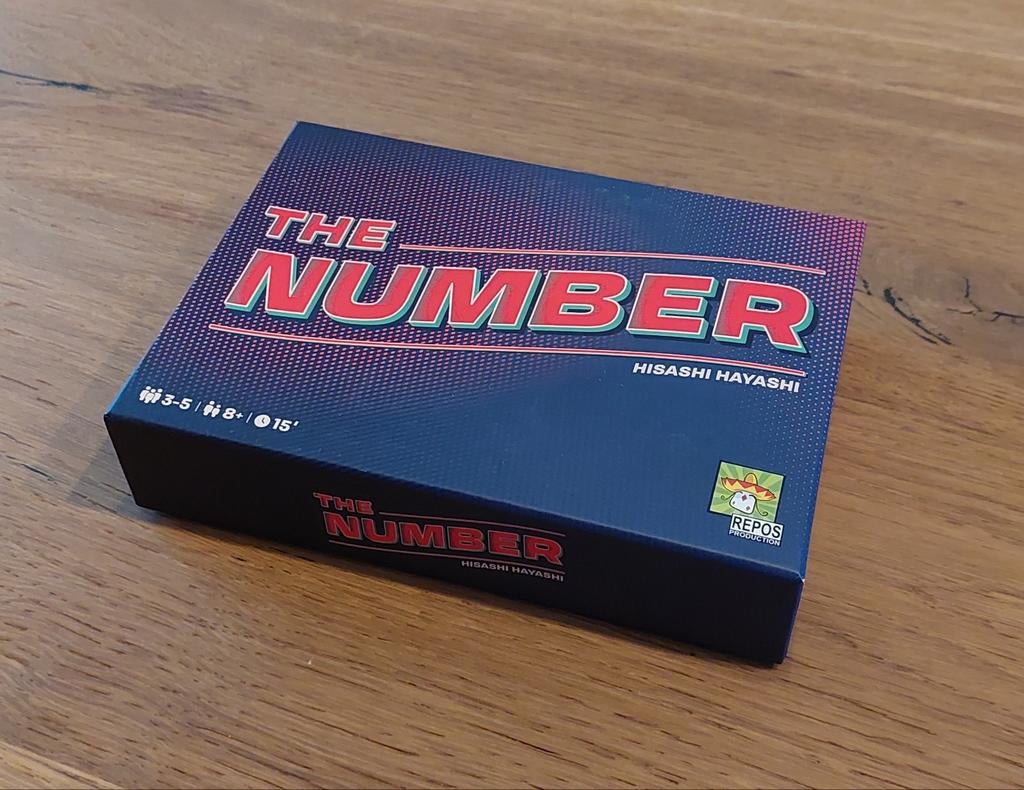 THE
NUMBER
HISASHI HAYASHI
3-5 | 8+ | 15'
REPOS
PRODUCTION
THE
NUMBER
HISASHI HAYASHI